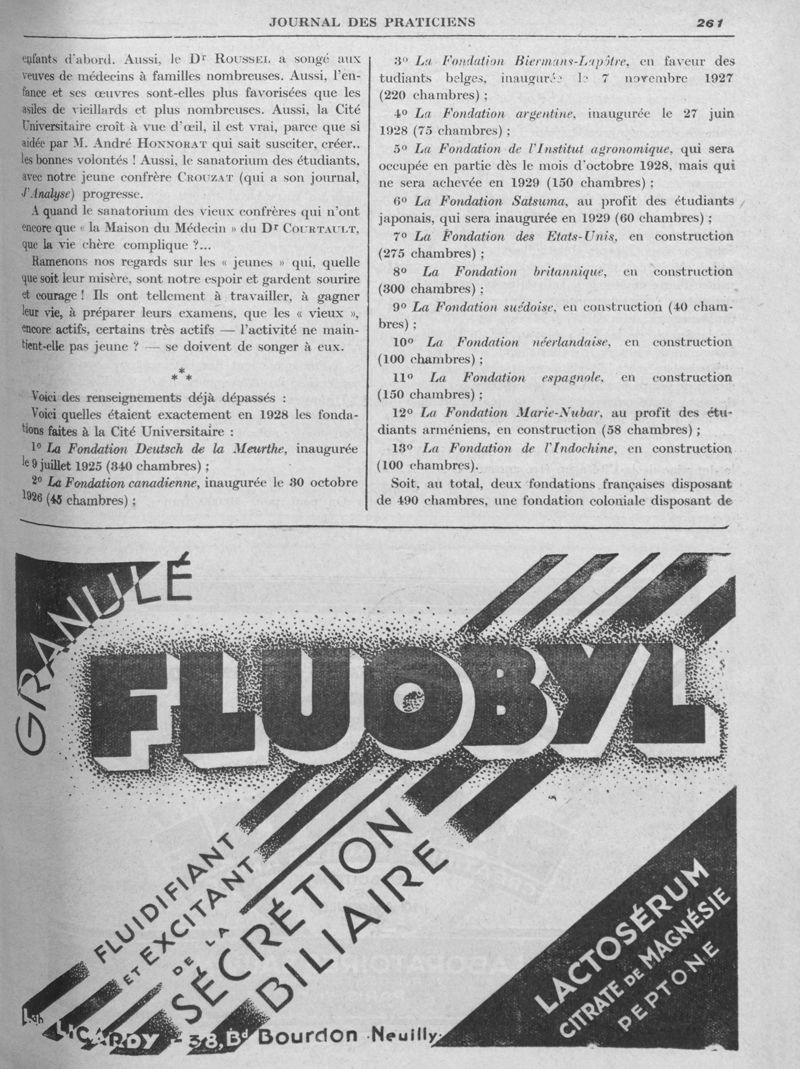 JOURNAL DES PRATICIENS
261
enfants d'abord. Aussi, le Dr ROUSSEL a songé aux
veuves de médecins à familles nombreuses. Aussi, l'en-
fance et ses œuvres sont-elles plus favorisées que les
asiles de vieillards et plus nombreuses. Aussi, la Cité
Universitaire croît à vue d'œil, il est vrai, parce que si
aidée par M. André HONNORAT qui sait susciter, créer..
les bonnes volontés ! Aussi, le sanatorium des étudiants,
avec notre jeune confrère CROUZAT (qui a son journal,
l'Analyse) progresse.
A quand le sanatorium des vieux confrères qui n'ont
encore que « la Maison du Médecin » du Dr COURTAULT,
que la vie chère complique ?...
Ramenons nos regards sur les « jeunes » qui, quelle
que soit leur misère, sont notre espoir et gardent sourire
et courage ! Ils ont tellement à travailler, à gagner
leur vie, à préparer leurs examens, que les « vieux »,
encore actifs, certains très actifs — l'activité ne main-
tient-elle pas jeune ? — se doivent de songer à eux.
***
Voici des renseignements déjà dépassés :
Voici quelles étaient exactement en 1928 les fonda-
tions faites à la Cité Universitaire :
1º La Fondation Deutsch de la Meurthe, inaugurée
le 9 juillet 1925 (340 chambres) ;
2º La Fondation canadienne, inaugurée le 30 octobre
1926 (45 chambres) ;
3º La Fondation Biermans-Lapôtre, en faveur des
tudiants belges, inaugurée le 7 novembre 1927
(220 chambres) ;
4º La Fondation argentine, inaugurée le 27 juin
1928 (75 chambres) ;
5º La Fondation de l'Institut agronomique, qui sera
occupée en partie dès le mois d'octobre 1928, mais qui
ne sera achevée en 1929 (150 chambres) ;
6º La Fondation Satsuma, au profit des étudiants
japonais, qui sera inaugurée en 1929 (60 chambres) ;
7º La Fondation des Etats-Unis, en construction
(275 chambres) ;
8º La Fondation britannique, en construction
(300 chambres) ;
9º La Fondation suédoise, en construction (40 cham-
bres) ;
10º La Fondation néerlandaise, en construction
(100 chambres) ;
11º La Fondation espagnole, en construction
(150 chambres) ;
12º La Fondation Marie-Nubar, au profit des étu-
diants arméniens, en construction (58 chambres) ;
13º La Fondation de l'Indochine, en construction
(100 chambres).
Soit, au total, deux fondations françaises disposant
de 490 chambres, une fondation coloniale disposant de
GRANULÉ
FLUOBYL
FLUIDIFIANT
ET EXCITANT
DE LA
SÉCRÉTION
BILIAIRE
LACTOSÉRUM
CITRATE DE MAGNÉSIE
PEPTONE
Lab LICARDY - 38, Bd Bourdon - Neuilly